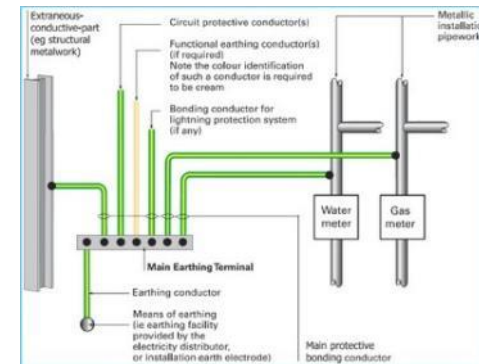 Extraneous-
conductive-part
(eg structural
metalwork)
Circuit protective conductor(s)
Functional earthing conductor(s)
(if required)
Note the colour identification
of such a conductor is required
to be cream
Bonding conductor for
lightning protection system
(if any)
Metallic
installation
pipework
Water
meter
Gas
meter
Main Earthing Terminal
Earthing conductor
Means of earthing
(ie earthing facility
provided by the
electricity distributor,
or installation earth electrode)
Main protective
bonding conductor